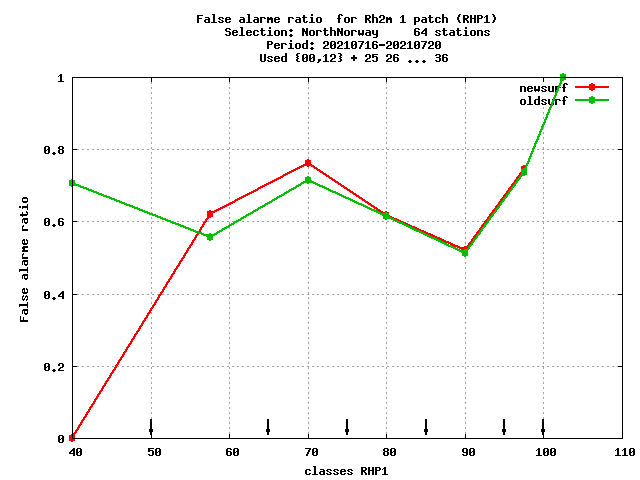 False alarme ratio  for Rh2m 1 patch (RHP1)
Selection: NorthNorway     64 stations
Period: 20210716-20210720
Used {00,12} + 25 26 ... 36
newsurf
oldsurf
1
0.8
0.6
0.4
0.2
0
False alarme ratio
40 50 60 70 80 90 100 110
classes RHP1